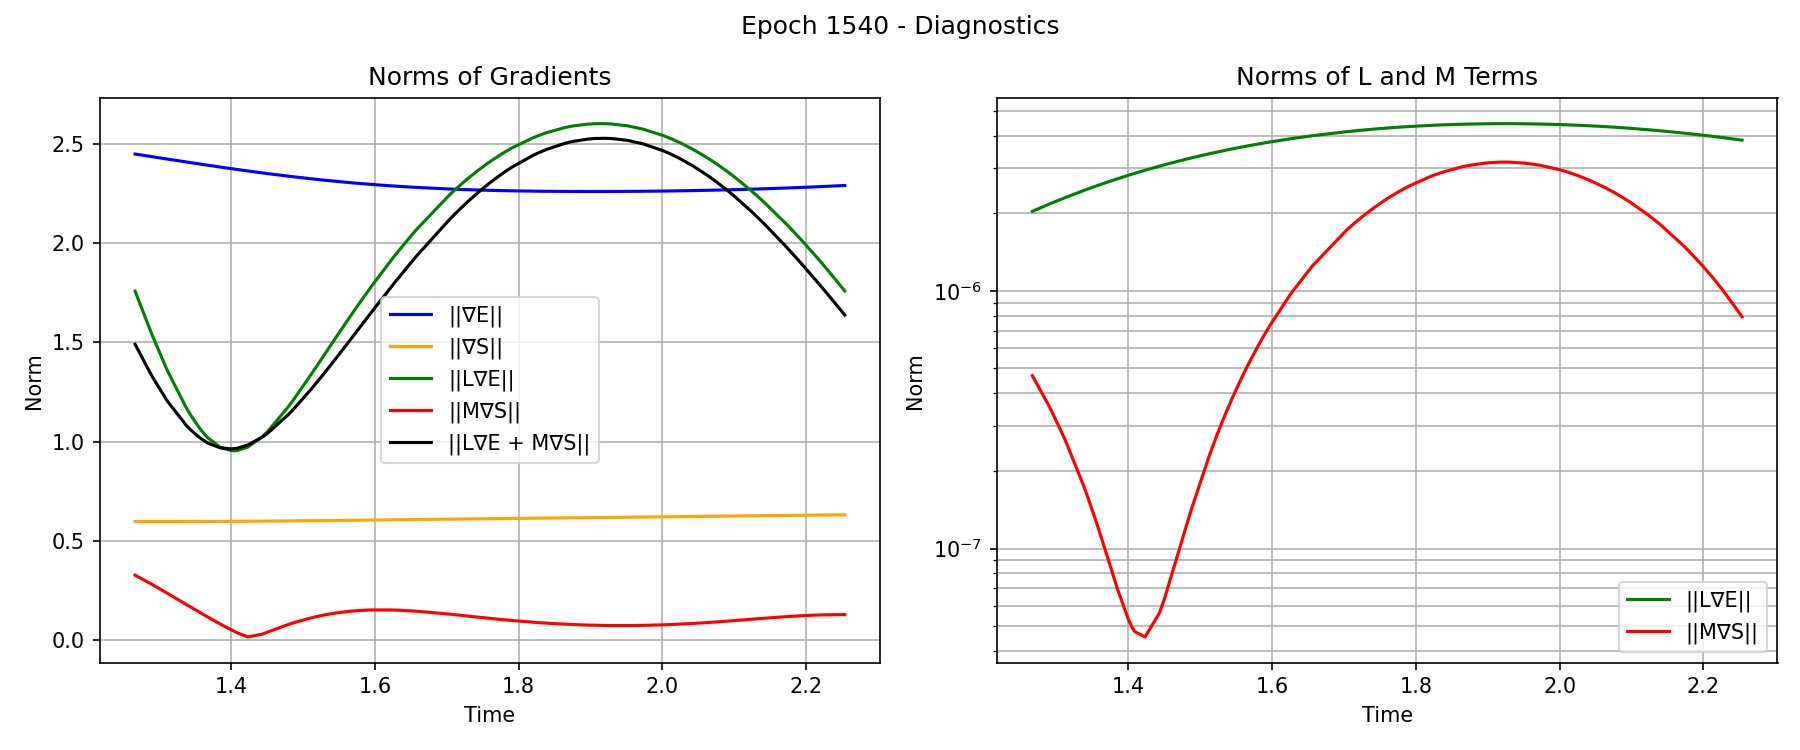 Epoch 1540 - Diagnostics
Norms of Gradients
Norm
2.5
2.0
1.5
1.0
0.5
0.0
||∇E||
||∇S||
||L∇E||
||M∇S||
||L∇E + M∇S||
1.4 1.6 1.8 2.0 2.2
Time
Norms of L and M Terms
Norm
10⁻⁶
10⁻⁷
||L∇E||
||M∇S||
1.4 1.6 1.8 2.0 2.2
Time